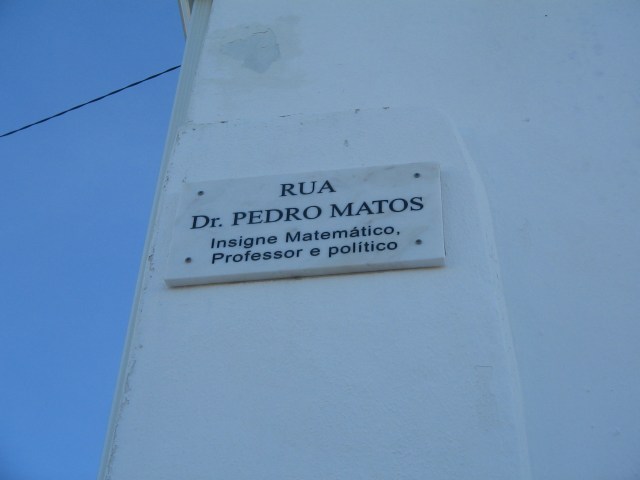 RUA
Dr. PEDRO MATOS
Insigne Matemático,
Professor e político